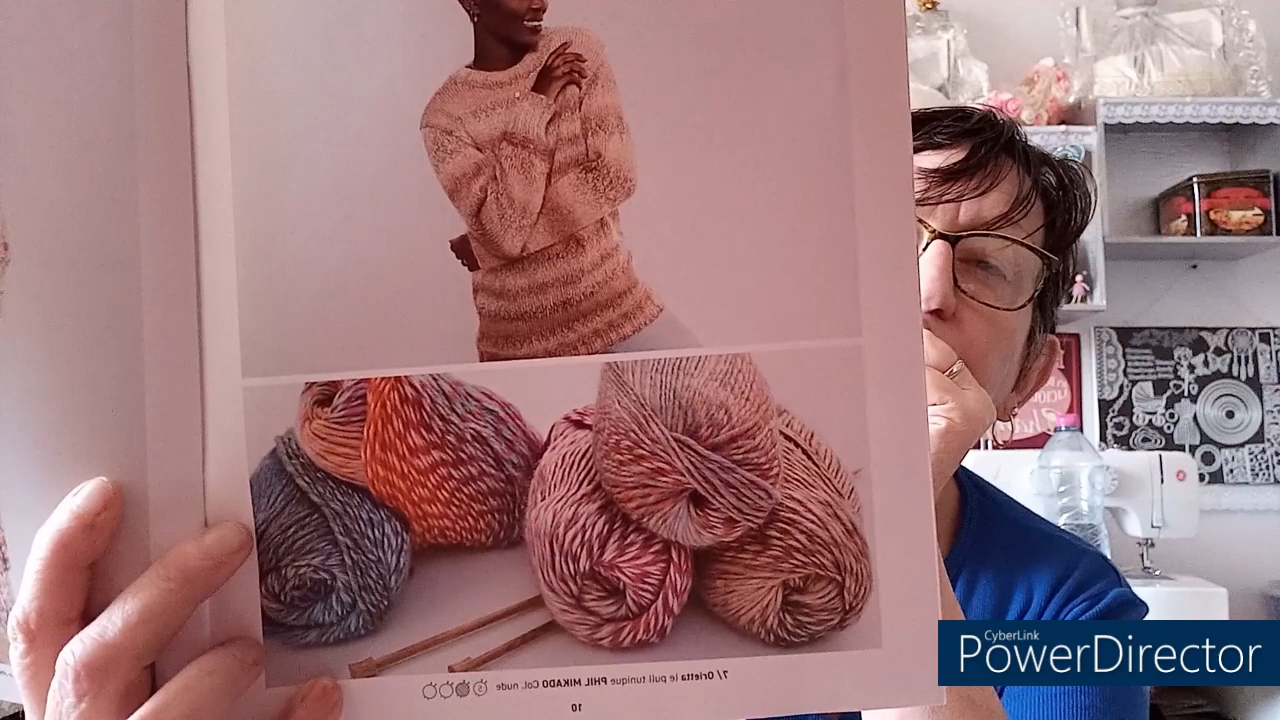 CyberLink
PowerDirector
7/ Orietta le pull tunique PHIL MIKADO Col. nude
10